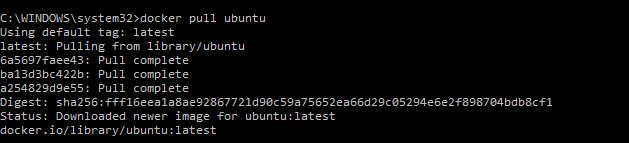 C:\WINDOWS\system32>docker pull ubuntu
Using default tag: latest
latest: Pulling from library/ubuntu
6a5697faee43: Pull complete
ba13d3bc422b: Pull complete
a254829d9e55: Pull complete
Digest: sha256:fff16eea1a8ae92867721d90c59a75652ea66d29c05294e6e2f898704bdb8cf1
Status: Downloaded newer image for ubuntu:latest
docker.io/library/ubuntu:latest